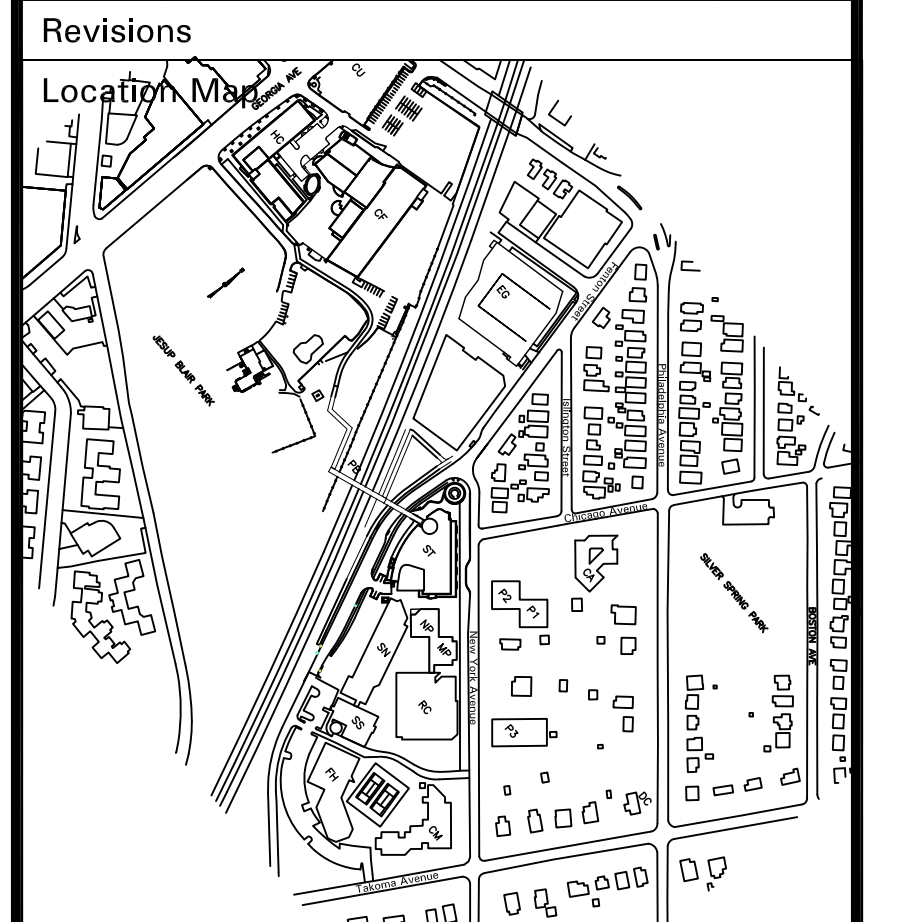 Revisions
Location Map
GEORGIA AVE
CU
HC
CF
EG
Fenton Street
JESUP BLAIR PARK
Philadelphia Avenue
Islington Street
PB
Chicago Avenue
ST
CA
SILVER SPRING PARK
P2
P1
BOSTON AVE
NP
MP
SN
New York Avenue
RC
SS
P3
FH
DC
CM
Takoma Avenue